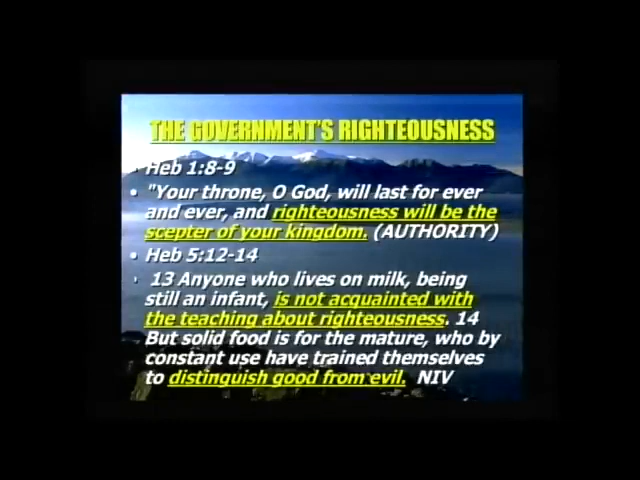 THE GOVERNMENT'S RIGHTEOUSNESS
• Heb 1:8-9
• "Your throne, O God, will last for ever
and ever, and righteousness will be the
scepter of your kingdom. (AUTHORITY)
• Heb 5:12-14
• 13 Anyone who lives on milk, being
still an infant, is not acquainted with
the teaching about righteousness. 14
But solid food is for the mature, who by
constant use have trained themselves
to distinguish good from evil. NIV